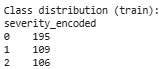 Class distribution (train):
severity_encoded
0    195
1    109
2    106